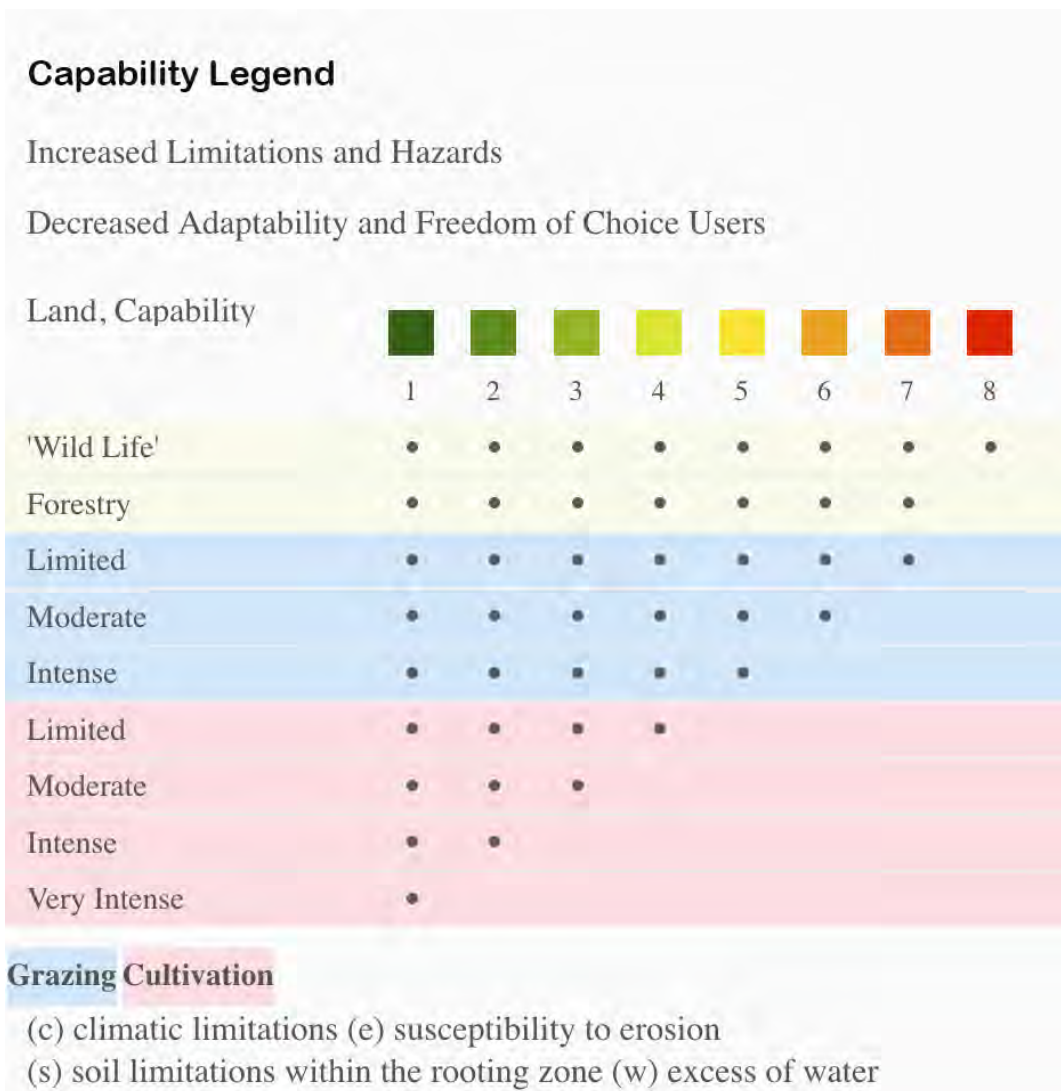 Capability Legend
Increased Limitations and Hazards
Decreased Adaptability and Freedom of Choice Users
Land, Capability
1 2 3 4 5 6 7 8
'Wild Life' • • • • • • • •
Forestry • • • • • • •
Limited • • • • • • •
Moderate • • • • • •
Intense • • • • •
Limited • • • •
Moderate • • •
Intense • •
Very Intense •
Grazing Cultivation
(c) climatic limitations (e) susceptibility to erosion
(s) soil limitations within the rooting zone (w) excess of water